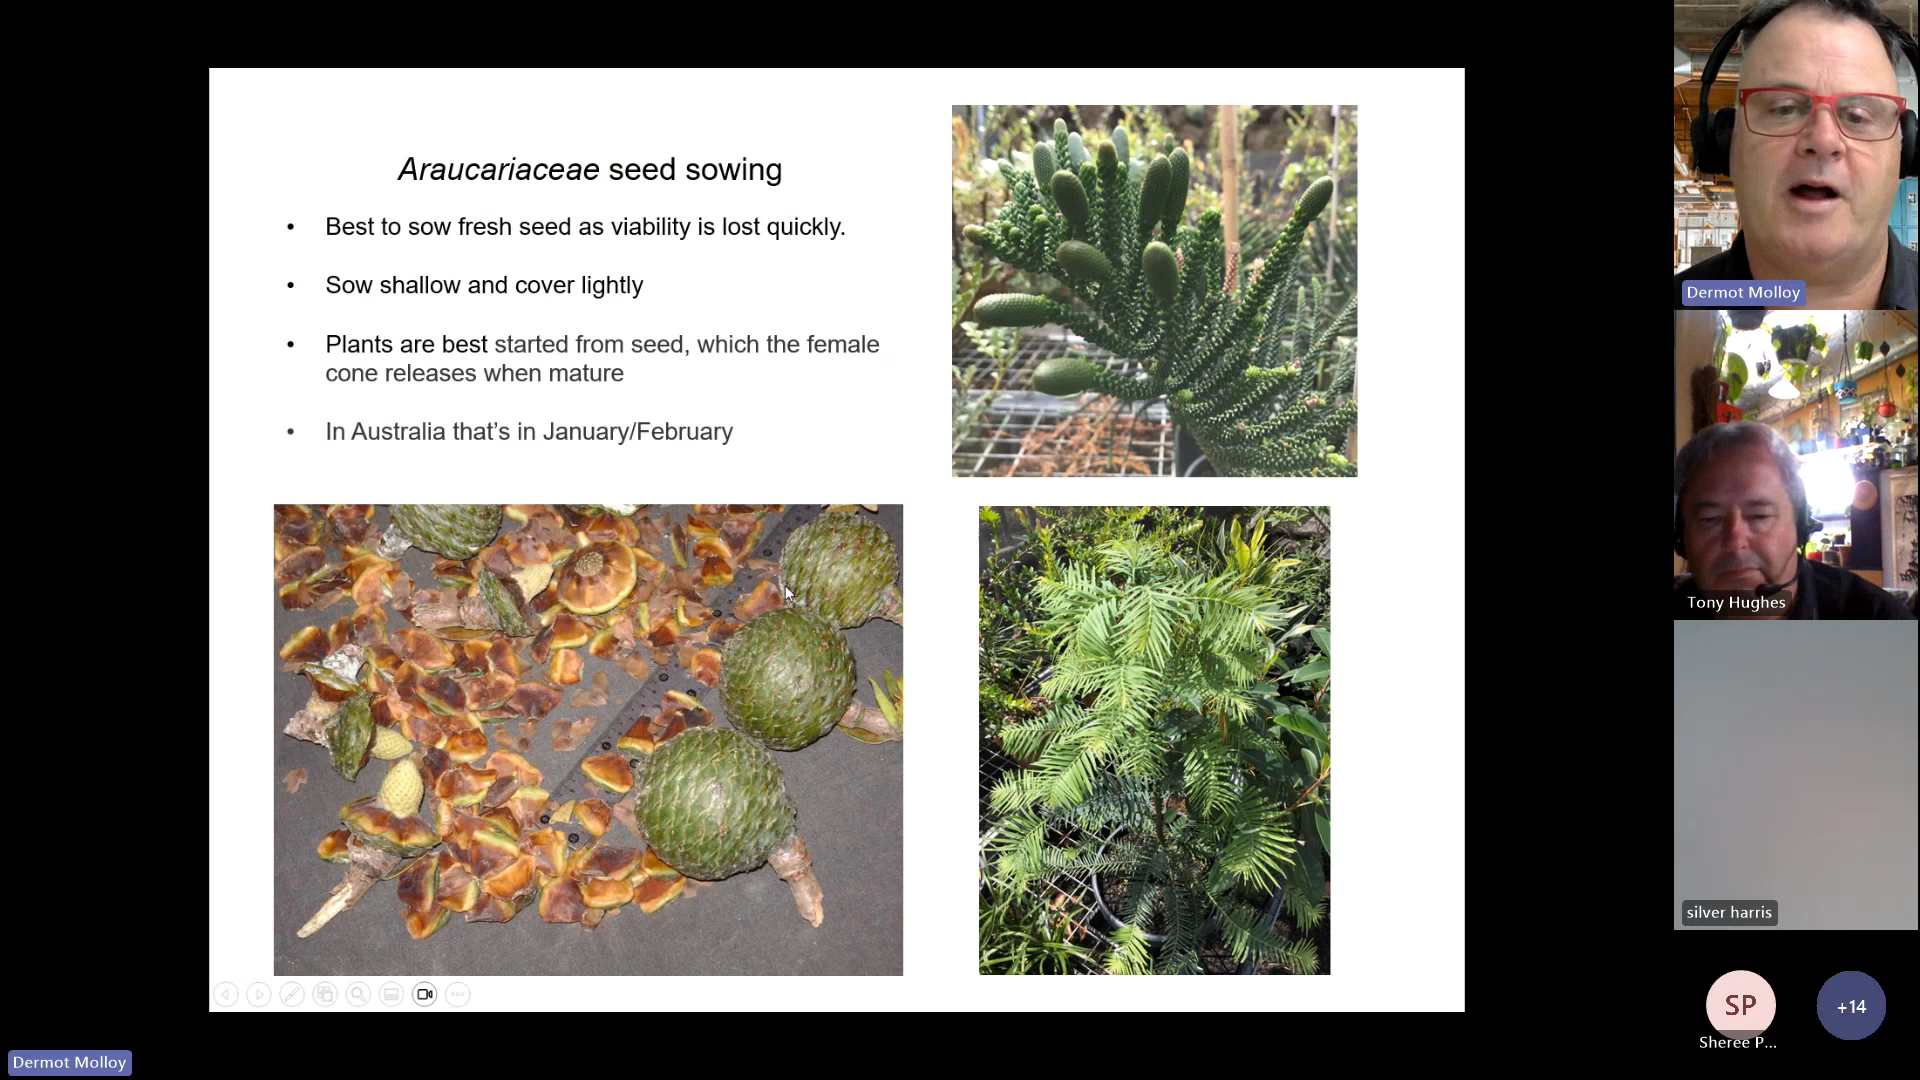 Araucariaceae seed sowing
• Best to sow fresh seed as viability is lost quickly.
• Sow shallow and cover lightly
• Plants are best started from seed, which the female
cone releases when mature
• In Australia that’s in January/February
Dermot Molloy
Tony Hughes
silver harris
SP
Sheree P...
+14
Dermot Molloy